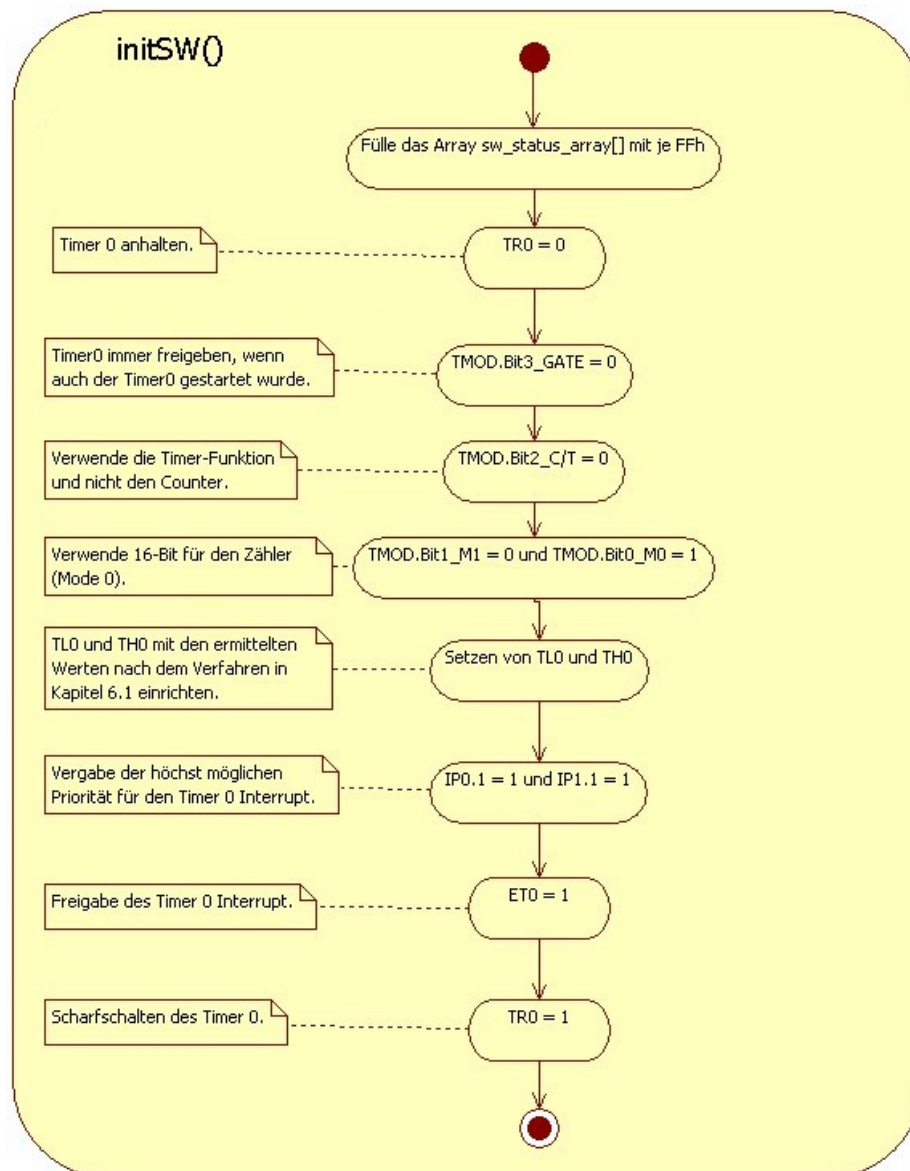 initSW()
Fülle das Array sw_status_array[] mit je FFh
Timer 0 anhalten.
TR0 = 0
Timer0 immer freigeben, wenn
auch der Timer0 gestartet wurde.
TMOD.Bit3_GATE = 0
Verwende die Timer-Funktion
und nicht den Counter.
TMOD.Bit2_C/T = 0
Verwende 16-Bit für den Zähler
(Mode 0).
TMOD.Bit1_M1 = 0 und TMOD.Bit0_M0 = 1
TL0 und TH0 mit den ermittelten
Werten nach dem Verfahren in
Kapitel 6.1 einrichten.
Setzen von TL0 und TH0
Vergabe der höchst möglichen
Priorität für den Timer 0 Interrupt.
IP0.1 = 1 und IP1.1 = 1
Freigabe des Timer 0 Interrupt.
ET0 = 1
Scharfschalten des Timer 0.
TR0 = 1